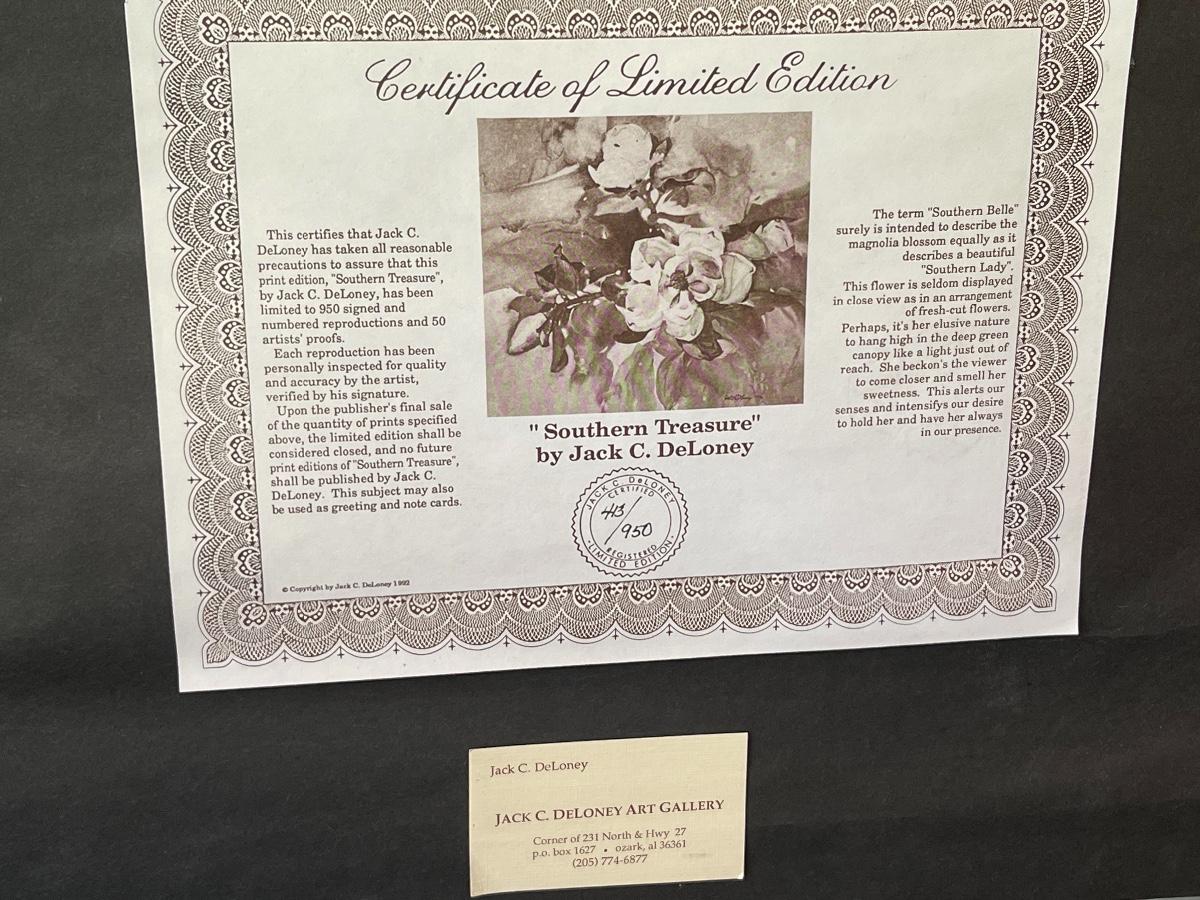 Certificate of Limited Edition
This certifies that Jack C.
DeLoney has taken all reasonable
precautions to assure that this
print edition, "Southern Treasure",
by Jack C. DeLoney, has been
limited to 950 signed and
numbered reproductions and 50
artists' proofs.
Each reproduction has been
personally inspected for quality
and accuracy by the artist,
verified by his signature.
Upon the publisher's final sale
of the quantity of prints specified
above, the limited edition shall be
considered closed, and no future
print editions of "Southern Treasure",
shall be published by Jack C.
DeLoney. This subject may also
be used as greeting and note cards.
© Copyright by Jack C. DeLoney 1992
" Southern Treasure"
by Jack C. DeLoney
JACK C. DeLONEY
CERTIFIED
413/950
REGISTERED
LIMITED EDITION
The term "Southern Belle"
surely is intended to describe the
magnolia blossom equally as it
describes a beautiful
"Southern Lady".
This flower is seldom displayed
in close view as in an arrangement
of fresh-cut flowers.
Perhaps, it's her elusive nature
to hang high in the deep green
canopy like a light just out of
reach. She beckon's the viewer
to come closer and smell her
sweetness. This alerts our
senses and intensifys our desire
to hold her and have her always
in our presence.
Jack C. DeLoney
JACK C. DELONEY ART GALLERY
Corner of 231 North & Hwy 27
p.o. box 1627 • ozark, al 36361
(205) 774-6877